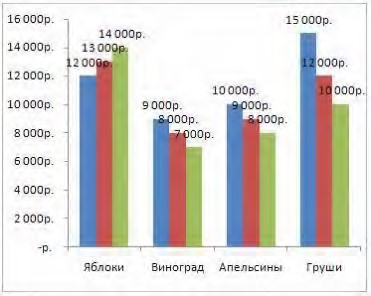 16 000р.
14 000р.
12 000р.
10 000р.
8 000р.
6 000р.
4 000р.
2 000р.
-р.
12 000р.
13 000р.
14 000р.
9 000р.
8 000р.
7 000р.
10 000р.
9 000р.
8 000р.
15 000р.
12 000р.
10 000р.
Яблоки Виноград Апельсины Груши